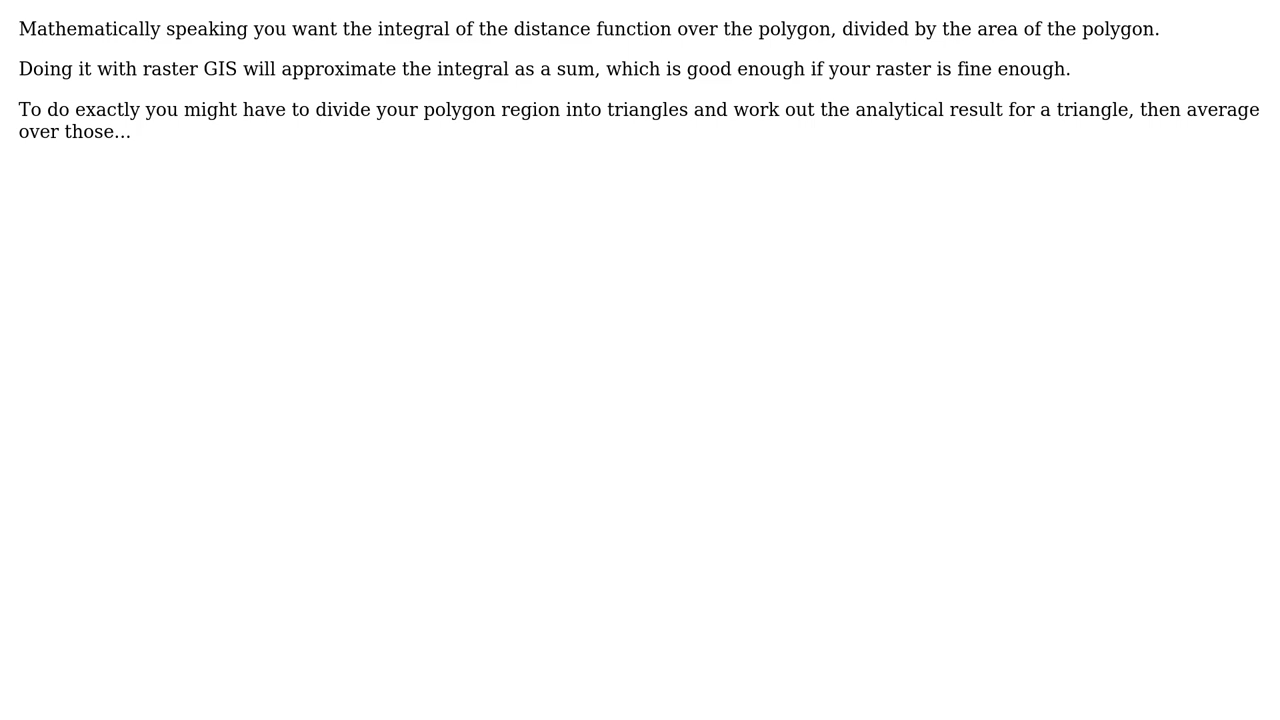 Mathematically speaking you want the integral of the distance function over the polygon, divided by the area of the polygon.
Doing it with raster GIS will approximate the integral as a sum, which is good enough if your raster is fine enough.
To do exactly you might have to divide your polygon region into triangles and work out the analytical result for a triangle, then average
over those...